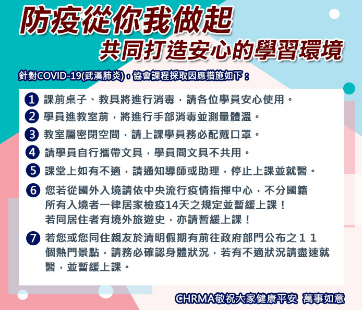 防疫從你我做起
共同打造安心的學習環境
針對COVID-19(武漢肺炎)，協會課程採取因應措施如下：
1 課前桌子、教具將進行消毒，請各位學員安心使用。
2 學員進教室前，將進行手部消毒並測量體溫。
3 教室屬密閉空間，請上課學員務必配戴口罩。
4 請學員自行攜帶文具，學員間文具不共用。
5 課堂上如有不適，請通知導師或助理，停止上課並就醫。
6 您若從國外入境請依中央流行疫情指揮中心，不分國籍
所有入境者一律居家檢疫14天之規定並暫緩上課！
若同居住者有境外旅遊史，亦請暫緩上課！
7 若您或您同住親友於清明假期有前往政府部門公布之１１
個熱門景點，請務必確認身體狀況，若有不適狀況請盡速就
醫，並暫緩上課。
CHRMA敬祝大家健康平安 萬事如意